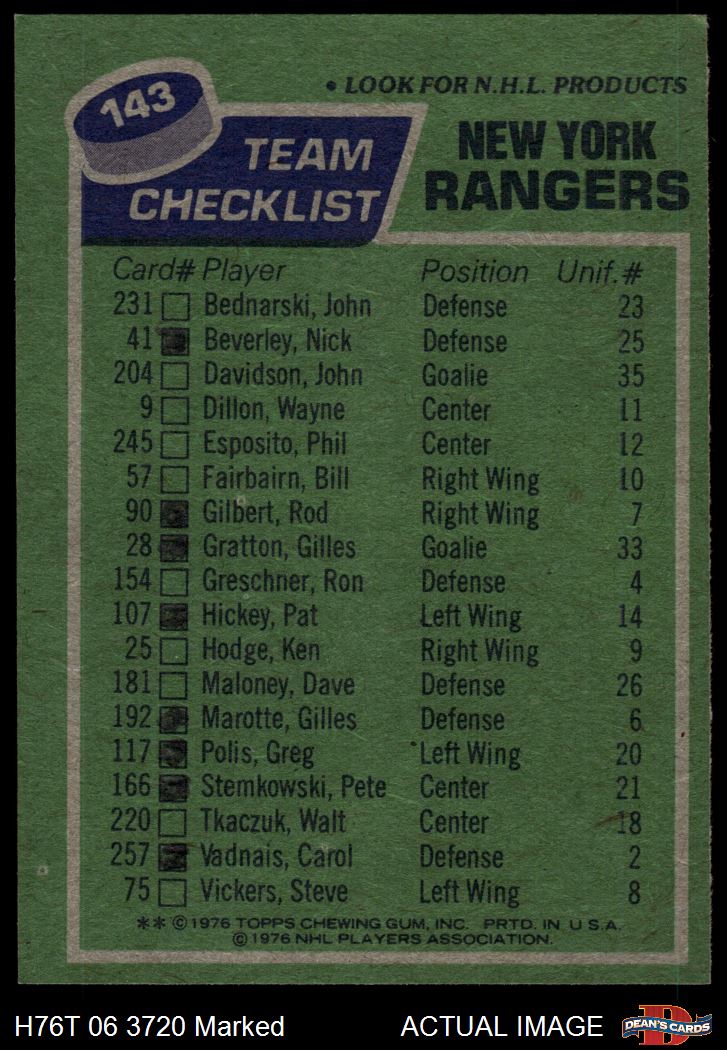 143
• LOOK FOR N.H.L. PRODUCTS
TEAM CHECKLIST
NEW YORK RANGERS
Card# Player Position Unif.#
231 Bednarski, John Defense 23
41 Beverley, Nick Defense 25
204 Davidson, John Goalie 35
9 Dillon, Wayne Center 11
245 Esposito, Phil Center 12
57 Fairbairn, Bill Right Wing 10
90 Gilbert, Rod Right Wing 7
28 Gratton, Gilles Goalie 33
154 Greschner, Ron Defense 4
107 Hickey, Pat Left Wing 14
25 Hodge, Ken Right Wing 9
181 Maloney, Dave Defense 26
192 Marotte, Gilles Defense 6
117 Polis, Greg Left Wing 20
166 Stemkowski, Pete Center 21
220 Tkaczuk, Walt Center 18
257 Vadnais, Carol Defense 2
75 Vickers, Steve Left Wing 8
** © 1976 TOPPS CHEWING GUM, INC. PRTD. IN U.S.A.
© 1976 NHL PLAYERS ASSOCIATION.
H76T 06 3720 Marked ACTUAL IMAGE
D
DEAN'S CARDS